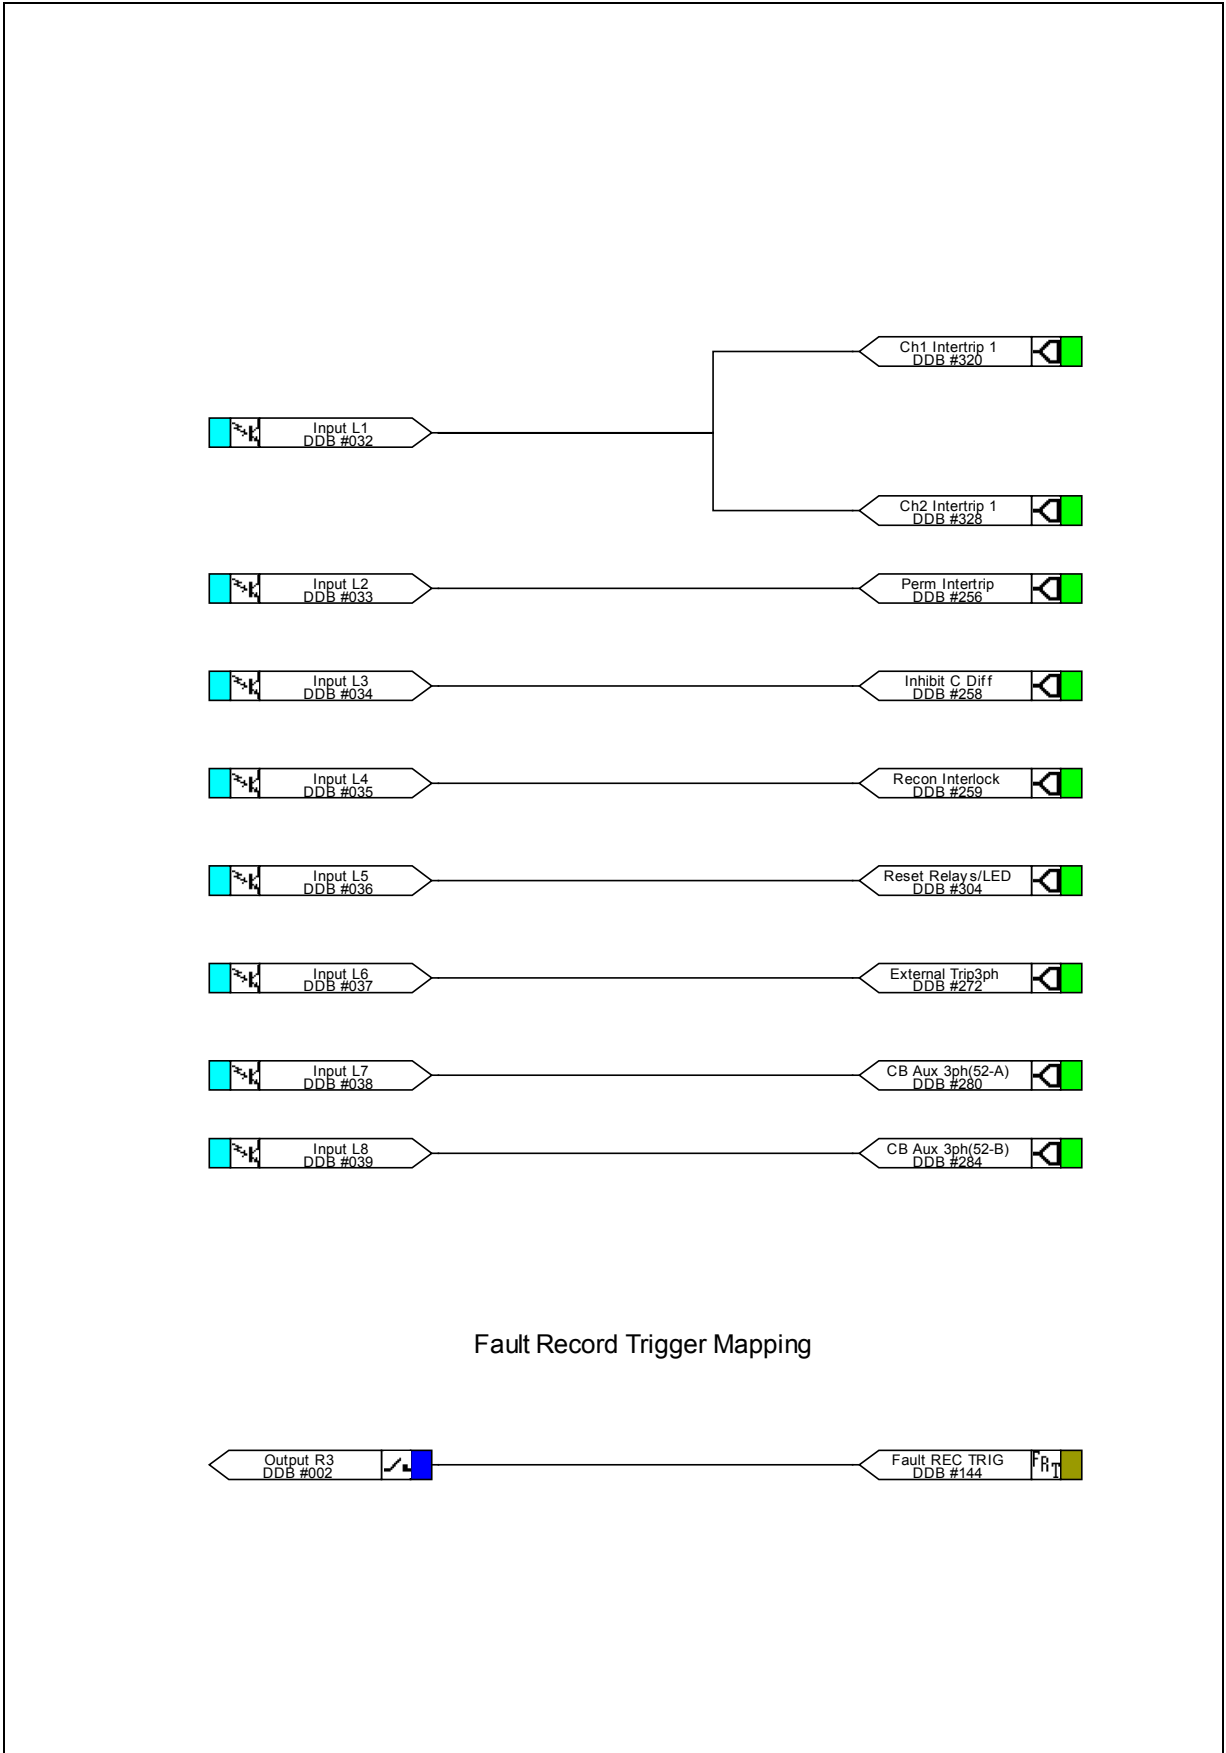 Ch1 Intertrip 1
DDB #320
Input L1
DDB #032
Ch2 Intertrip 1
DDB #328
Input L2
DDB #033
Perm Intertrip
DDB #256
Input L3
DDB #034
Inhibit C Diff
DDB #258
Input L4
DDB #035
Recon Interlock
DDB #259
Input L5
DDB #036
Reset Relays/LED
DDB #304
Input L6
DDB #037
External Trip3ph
DDB #272
Input L7
DDB #038
CB Aux 3ph(52-A)
DDB #280
Input L8
DDB #039
CB Aux 3ph(52-B)
DDB #284
Fault Record Trigger Mapping
Output R3
DDB #002
Fault REC TRIG
DDB #144
FRT